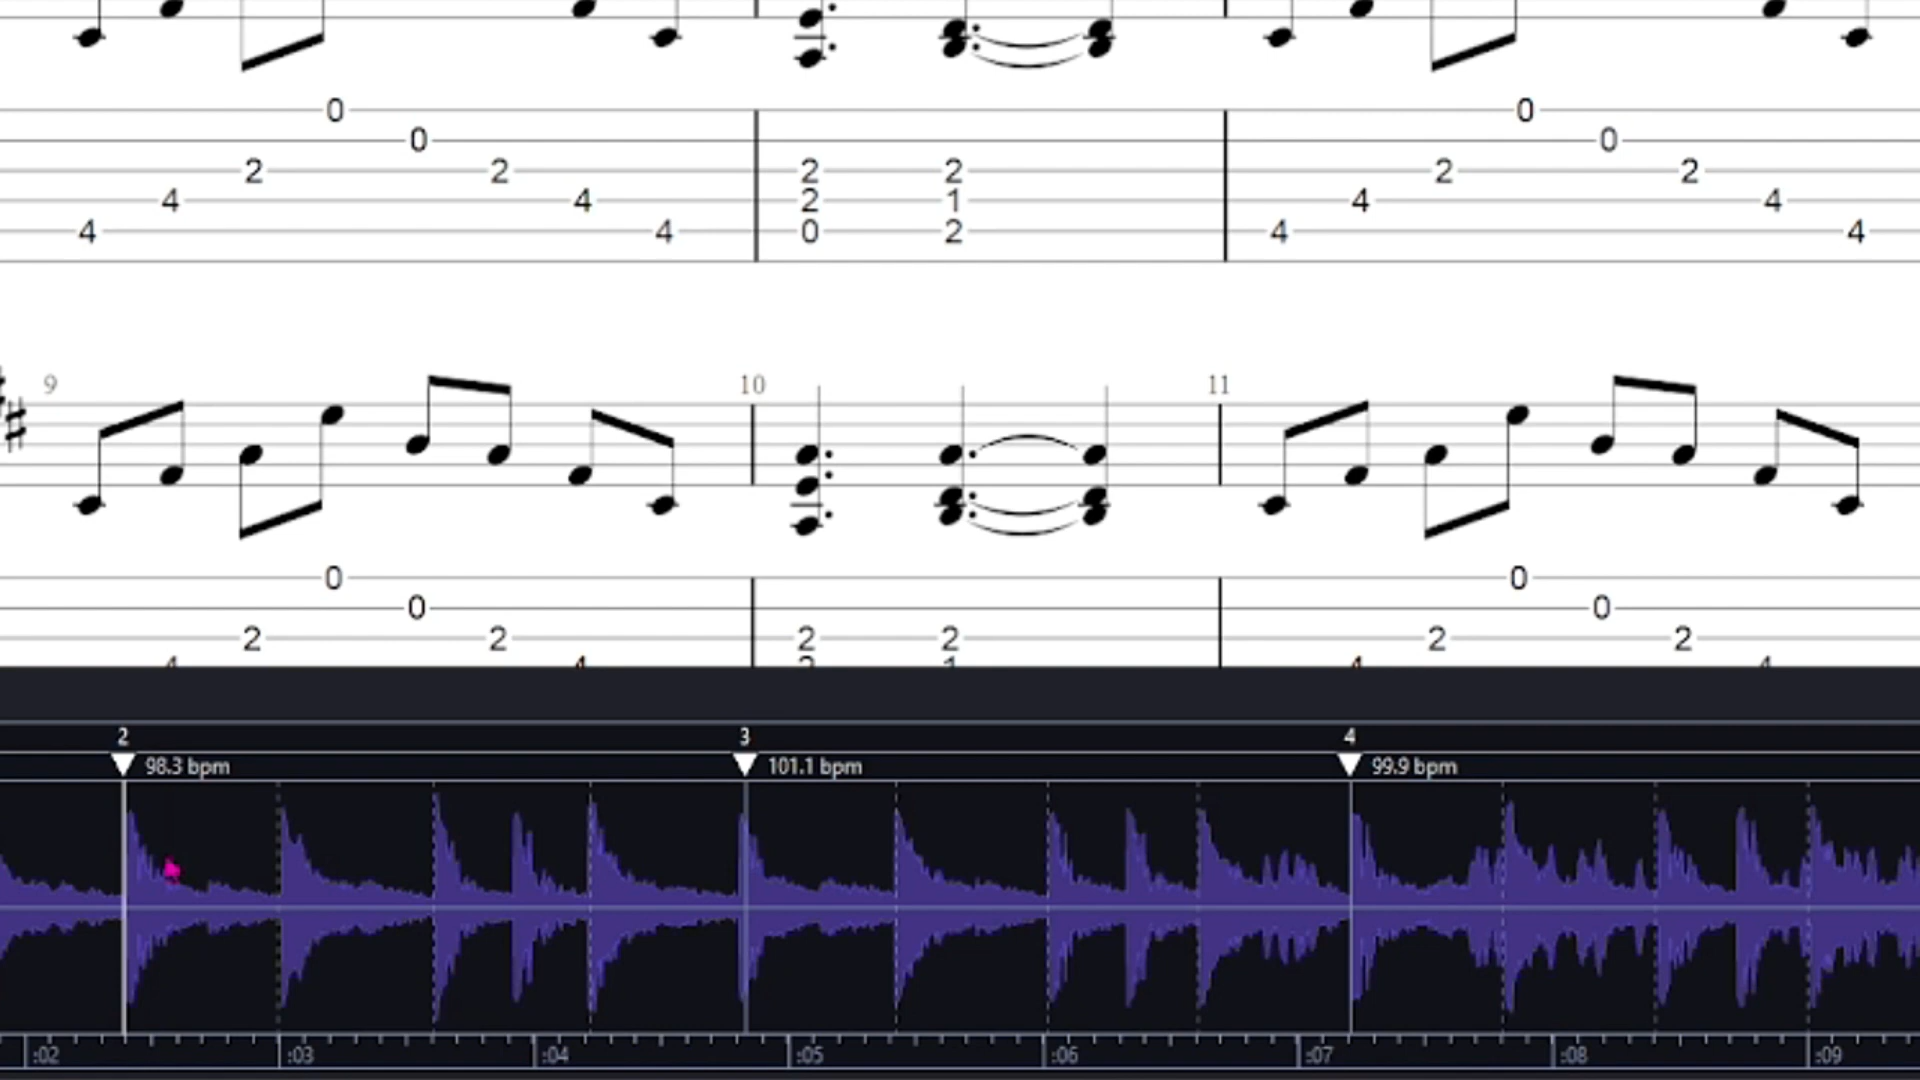 0 0
0 0
2 2 2 2 2 2
4 4 2 1 4 4
4 4 0 2 4 4
9 10 11
0 0
0 0
2 2 2 2 2 2
2 3 4
98.3 bpm 101.1 bpm 99.9 bpm
:02 :03 :04 :05 :06 :07 :08 :09